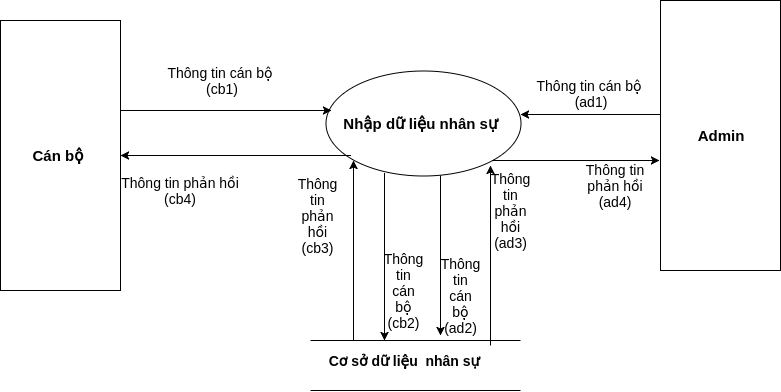 Cán bộ
Thông tin cán bộ
(cb1)
Nhập dữ liệu nhân sự
Thông tin cán bộ
(ad1)
Admin
Thông tin phản hồi
(cb4)
Thông tin
phản hồi
(ad4)
Thông
tin
phản
hồi
(cb3)
Thông
tin
cán
bộ
(cb2)
Thông
tin
cán
bộ
(ad2)
Thông
tin
phản
hồi
(ad3)
Cơ sở dữ liệu  nhân sự